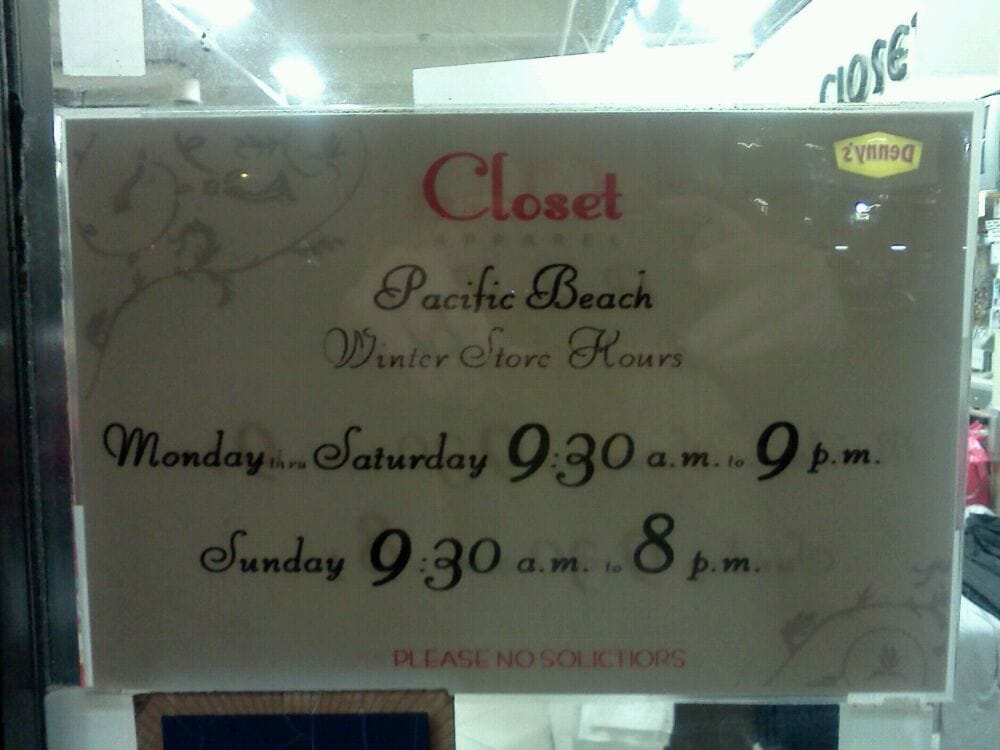 CLOSET
Denny's
Closet
APPAREL
Pacific Beach
Winter Store Hours
Monday thru Saturday 9:30 a.m. to 9 p.m.
Sunday 9:30 a.m. to 8 p.m.
PLEASE NO SOLICTIORS